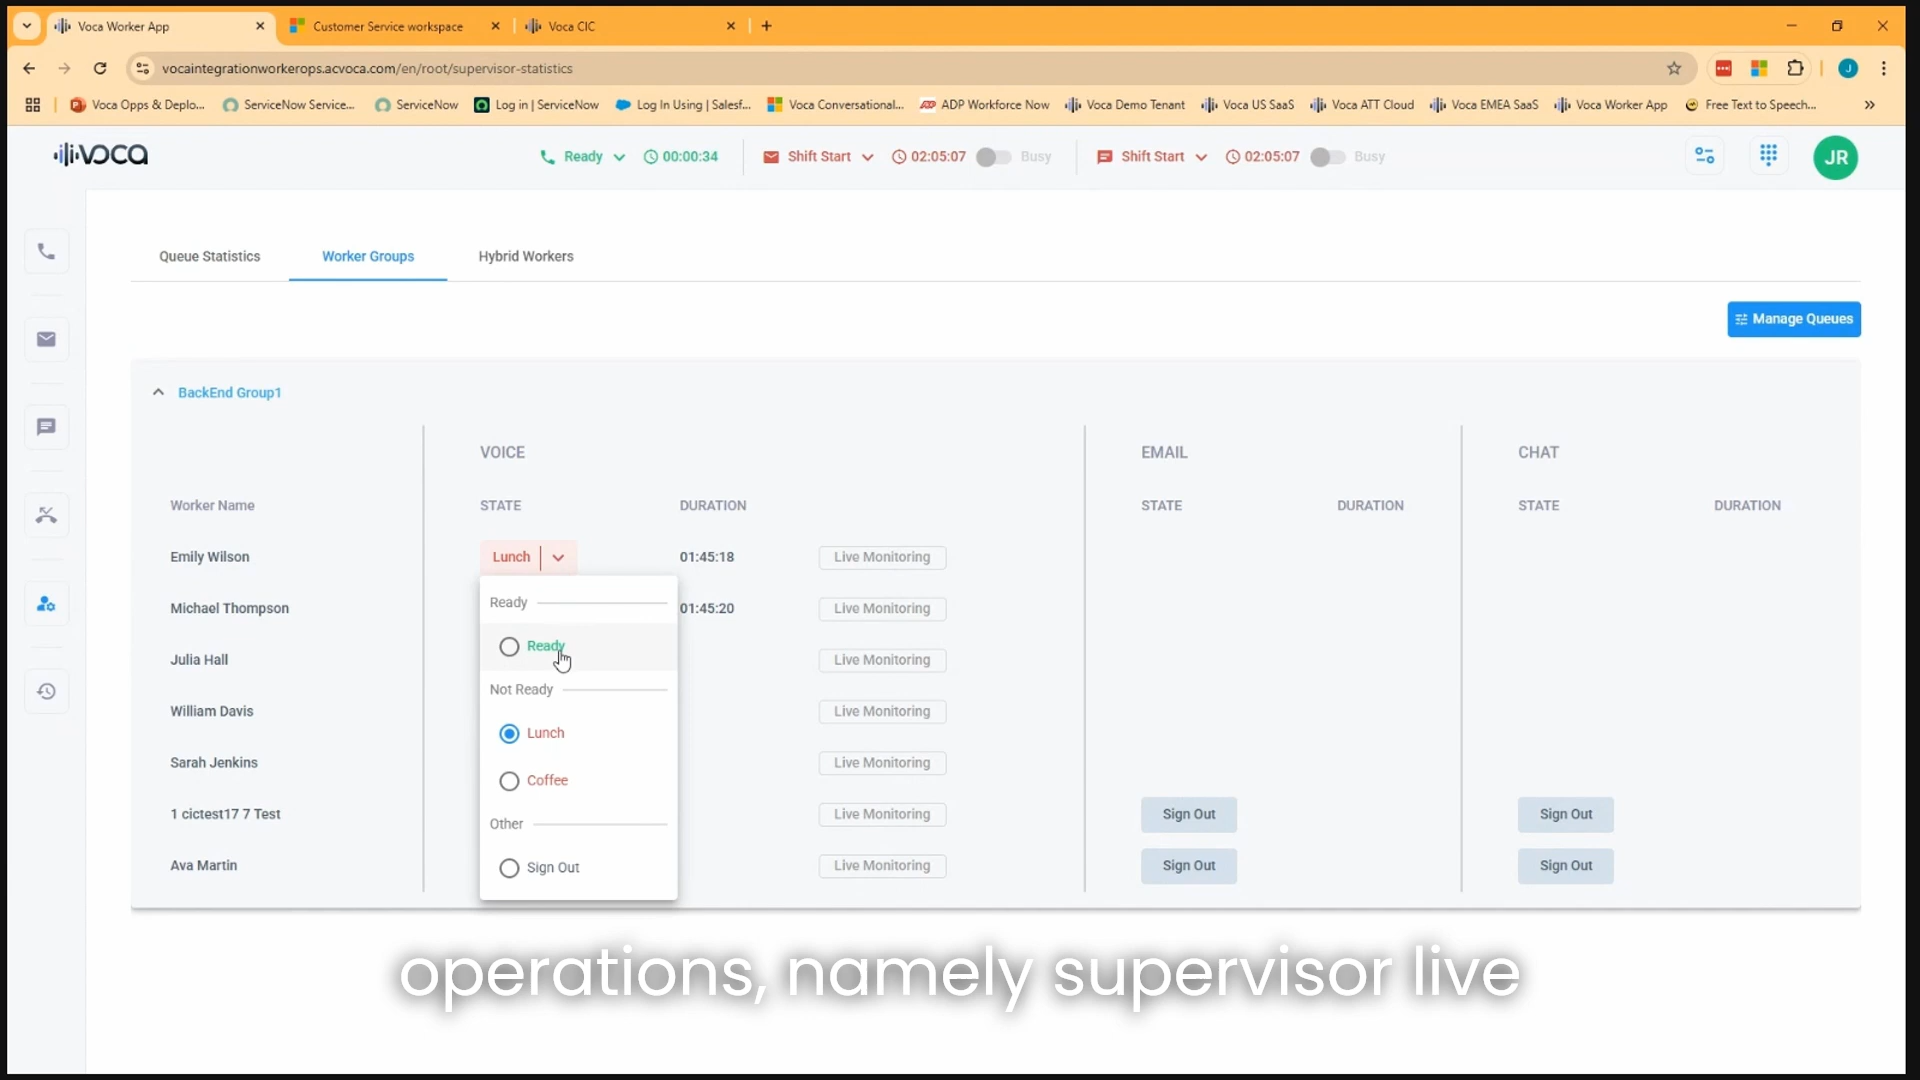 Voca Worker App
Customer Service workspace
Voca CIC
vocaintegrationworkerops.acvoca.com/en/root/supervisor-statistics
J
Voca Opps & Deplo...
ServiceNow Service...
ServiceNow
Log in | ServiceNow
Log In Using | Salesf...
Voca Conversational...
ADP Workforce Now
Voca Demo Tenant
Voca US SaaS
Voca ATT Cloud
Voca EMEA SaaS
Voca Worker App
Free Text to Speech...
VOCA
Ready 00:00:34
Shift Start 02:05:07 Busy
Shift Start 02:05:07 Busy
JR
Queue Statistics
Worker Groups
Hybrid Workers
Manage Queues
BackEnd Group1
VOICE EMAIL CHAT
Worker Name STATE DURATION STATE DURATION STATE DURATION
Emily Wilson Lunch 01:45:18 Live Monitoring
Michael Thompson 01:45:20 Live Monitoring
Julia Hall Live Monitoring
William Davis Live Monitoring
Sarah Jenkins Live Monitoring
1 cictest17 7 Test Live Monitoring Sign Out Sign Out
Ava Martin Live Monitoring Sign Out Sign Out
Ready
Ready
Not Ready
Lunch
Coffee
Other
Sign Out
operations, namely supervisor live